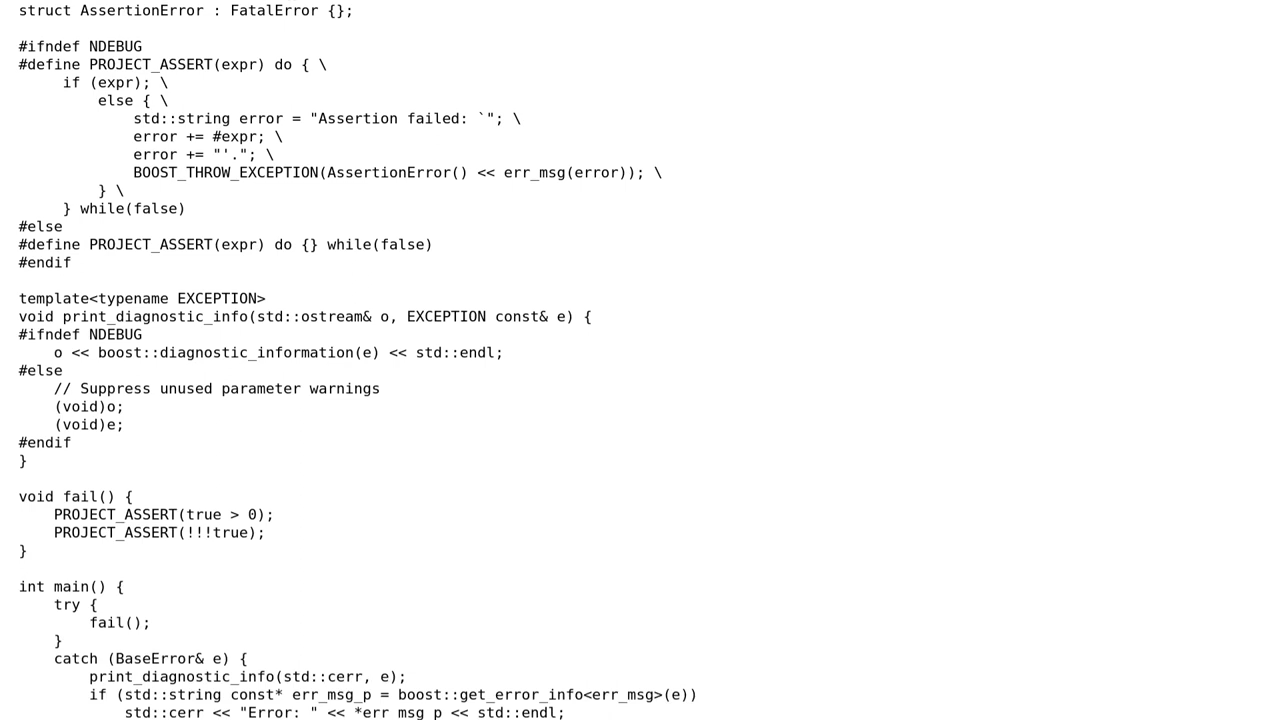 struct AssertionError : FatalError {};

#ifndef NDEBUG
#define PROJECT_ASSERT(expr) do { \
     if (expr); \
         else { \
             std::string error = "Assertion failed: `"; \
             error += #expr; \
             error += "'."; \
             BOOST_THROW_EXCEPTION(AssertionError() << err_msg(error)); \
         } \
     } while(false)
#else
#define PROJECT_ASSERT(expr) do {} while(false)
#endif

template<typename EXCEPTION>
void print_diagnostic_info(std::ostream& o, EXCEPTION const& e) {
#ifndef NDEBUG
    o << boost::diagnostic_information(e) << std::endl;
#else
    // Suppress unused parameter warnings
    (void)o;
    (void)e;
#endif
}

void fail() {
    PROJECT_ASSERT(true > 0);
    PROJECT_ASSERT(!!!true);
}

int main() {
    try {
        fail();
    }
    catch (BaseError& e) {
        print_diagnostic_info(std::cerr, e);
        if (std::string const* err_msg_p = boost::get_error_info<err_msg>(e))
            std::cerr << "Error: " << *err_msg_p << std::endl;